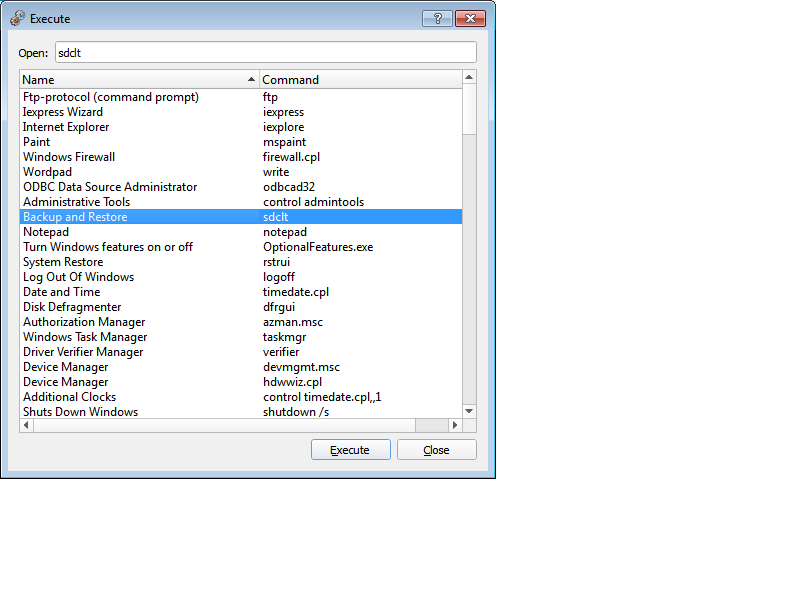 Execute
?
Open: sdclt
Name Command
Ftp-protocol (command prompt) ftp
Iexpress Wizard iexpress
Internet Explorer iexplore
Paint mspaint
Windows Firewall firewall.cpl
Wordpad write
ODBC Data Source Administrator odbcad32
Administrative Tools control admintools
Backup and Restore sdclt
Notepad notepad
Turn Windows features on or off OptionalFeatures.exe
System Restore rstrui
Log Out Of Windows logoff
Date and Time timedate.cpl
Disk Defragmenter dfrgui
Authorization Manager azman.msc
Windows Task Manager taskmgr
Driver Verifier Manager verifier
Device Manager devmgmt.msc
Device Manager hdwwiz.cpl
Additional Clocks control timedate.cpl,,1
Shuts Down Windows shutdown /s
Execute Close